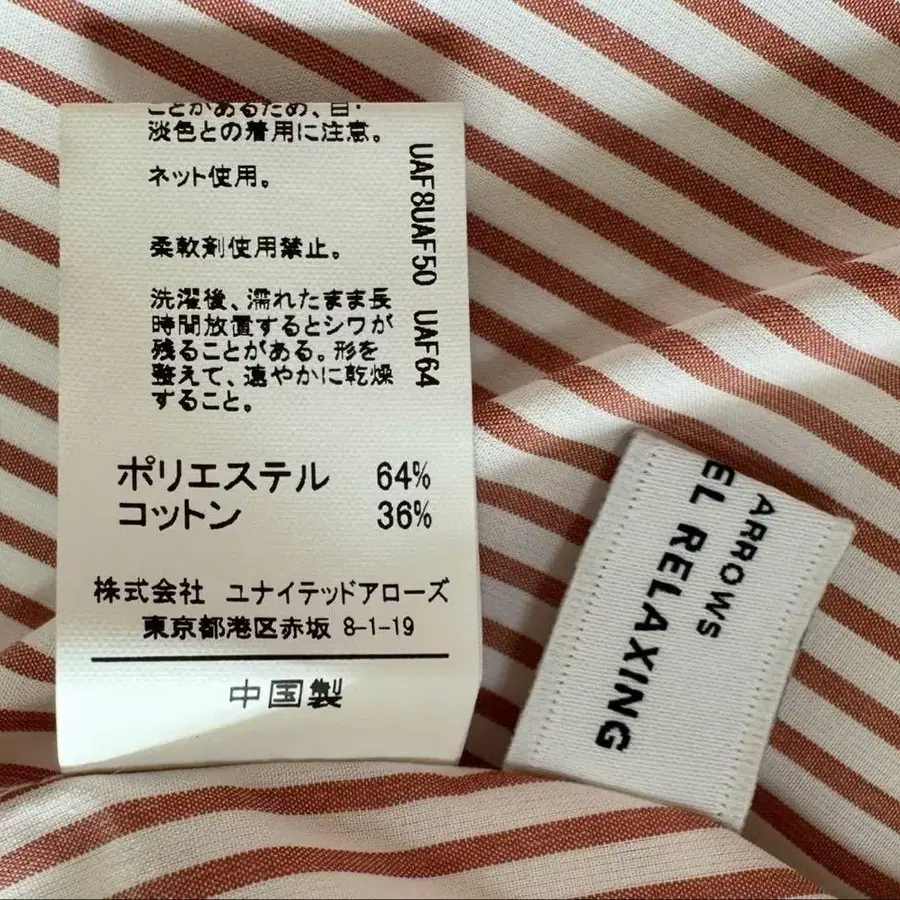 ことがあるため、白・
淡色との着用に注意。
ネット使用。
柔軟剤使用禁止。
洗濯後、濡れたまま長
時間放置するとシワが
残ることがある。形を
整えて、速やかに乾燥
すること。
ポリエステル 64%
コットン 36%
株式会社 ユナイテッドアローズ
東京都港区赤坂 8-1-19
中国製
UAF8UAF50 UAF64
ARROWS
EL RELAXING